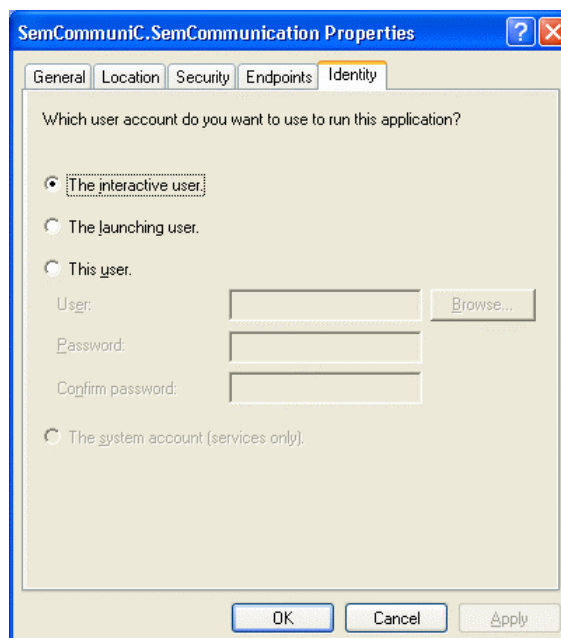 SemCommuniC.SemCommunication Properties
General Location Security Endpoints Identity
Which user account do you want to use to run this application?
The interactive user.
The launching user.
This user.
User: Browse...
Password:
Confirm password:
The system account (services only).
OK Cancel Apply